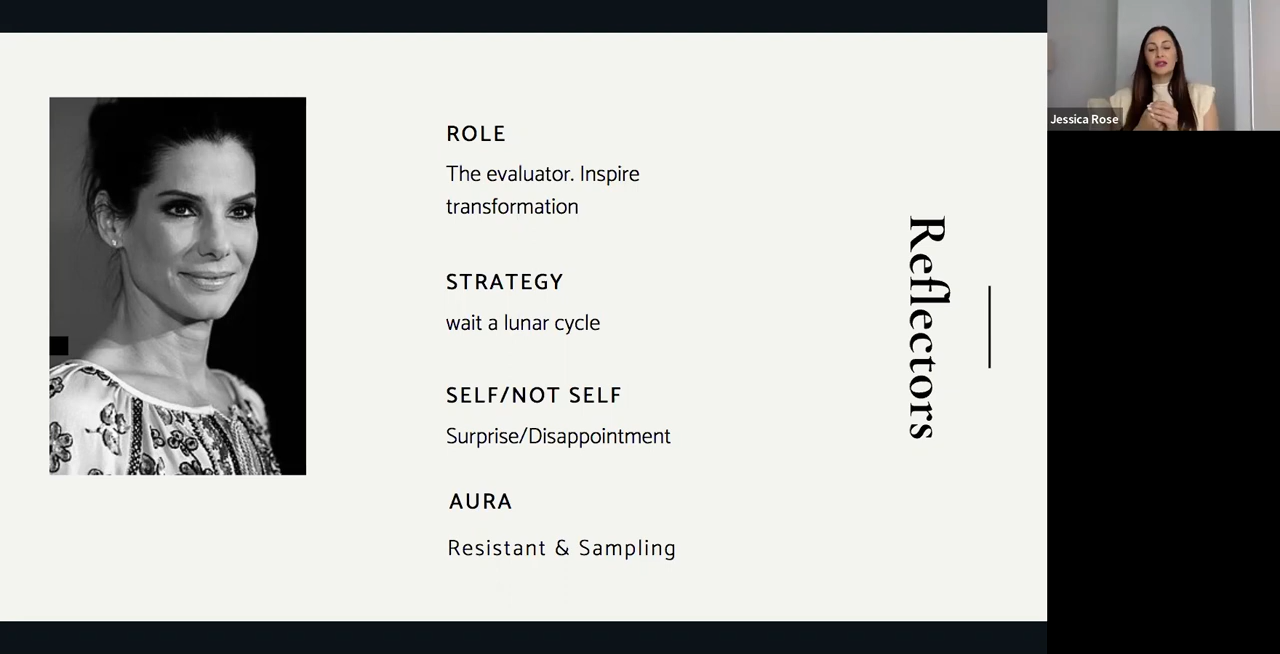 ROLE
The evaluator. Inspire
transformation
STRATEGY
wait a lunar cycle
SELF/NOT SELF
Surprise/Disappointment
AURA
Resistant & Sampling
Reflectors
Jessica Rose